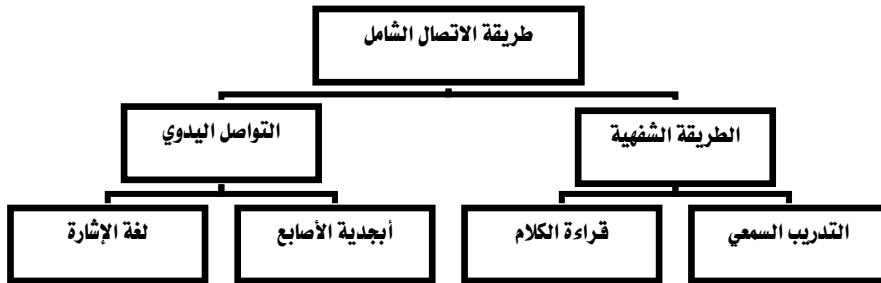 طريقة الاتصال الشامل
الطريقة الشفهية
التواصل اليدوي
التدريب السمعي
قراءة الكلام
أبجدية الأصابع
لغة الإشارة